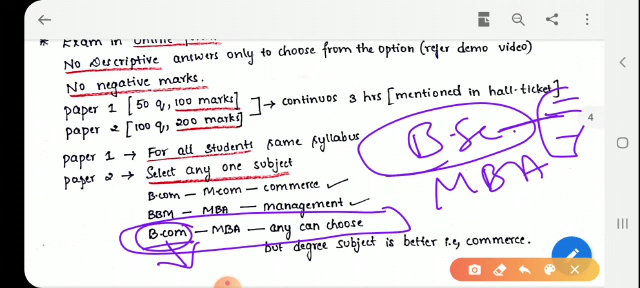 * Exam in Online
No Descriptive answers only to choose from the option (refer demo video)
No negative marks.
paper 1 [50 q, 100 marks] → continuos 3 hrs [mentioned in hall-ticket]
paper 2 [100 q, 200 marks]
paper 1 → For all students same syllabus
paper 2 → Select any one subject
B.com — M.com — commerce ✓
BBM — MBA — management ✓
B.com — MBA — any can choose
but degree subject is better i.e, commerce.
B.Sc
MBA
4